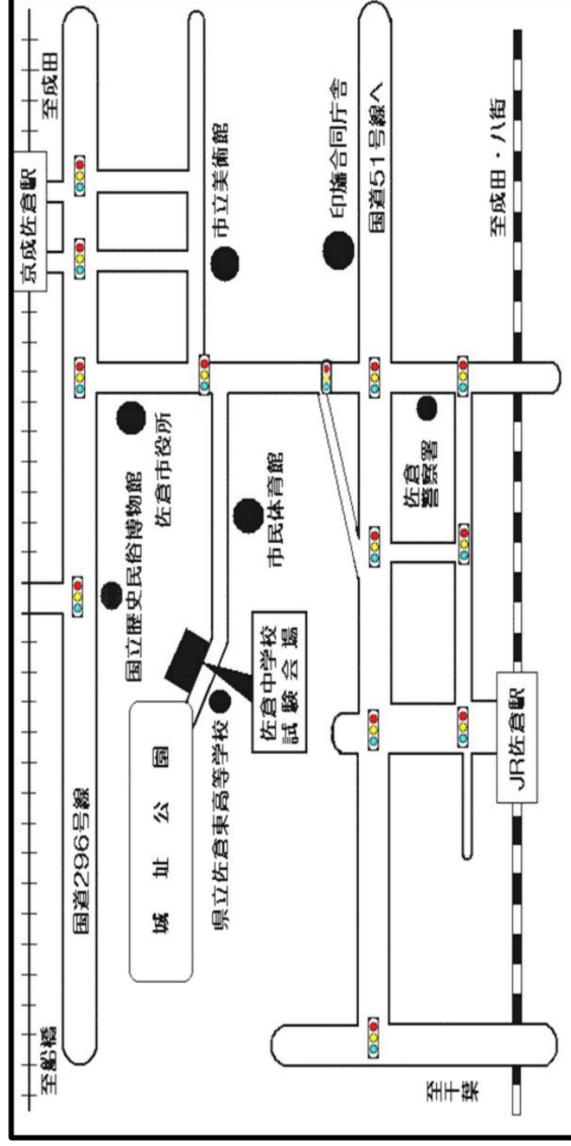 至船橋
京成佐倉駅
至成田
国道296号線
国立歴史民俗博物館
佐倉市役所
市立美術館
城址公園
県立佐倉東高等学校
佐倉中学校
試験会場
市民体育館
印旛合同庁舎
国道51号線へ
佐倉
警察署
至
千葉
JR佐倉駅
至成田・八街